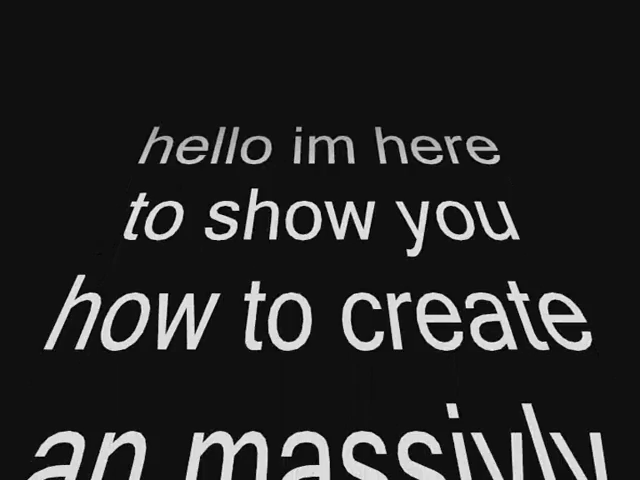 hello im here
to show you
how to create
an massivly